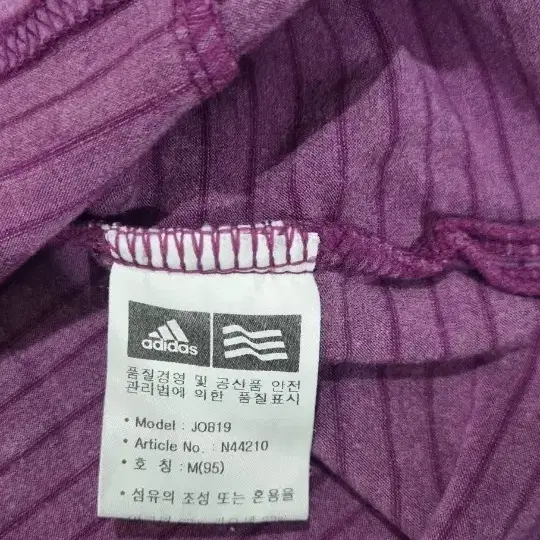 adidas
품질경영 및 공산품 안전
관리법에 의한 품질표시
• Model : JO819
• Article No. : N44210
• 호 칭 : M(95)
• 섬유의 조성 또는 혼용율